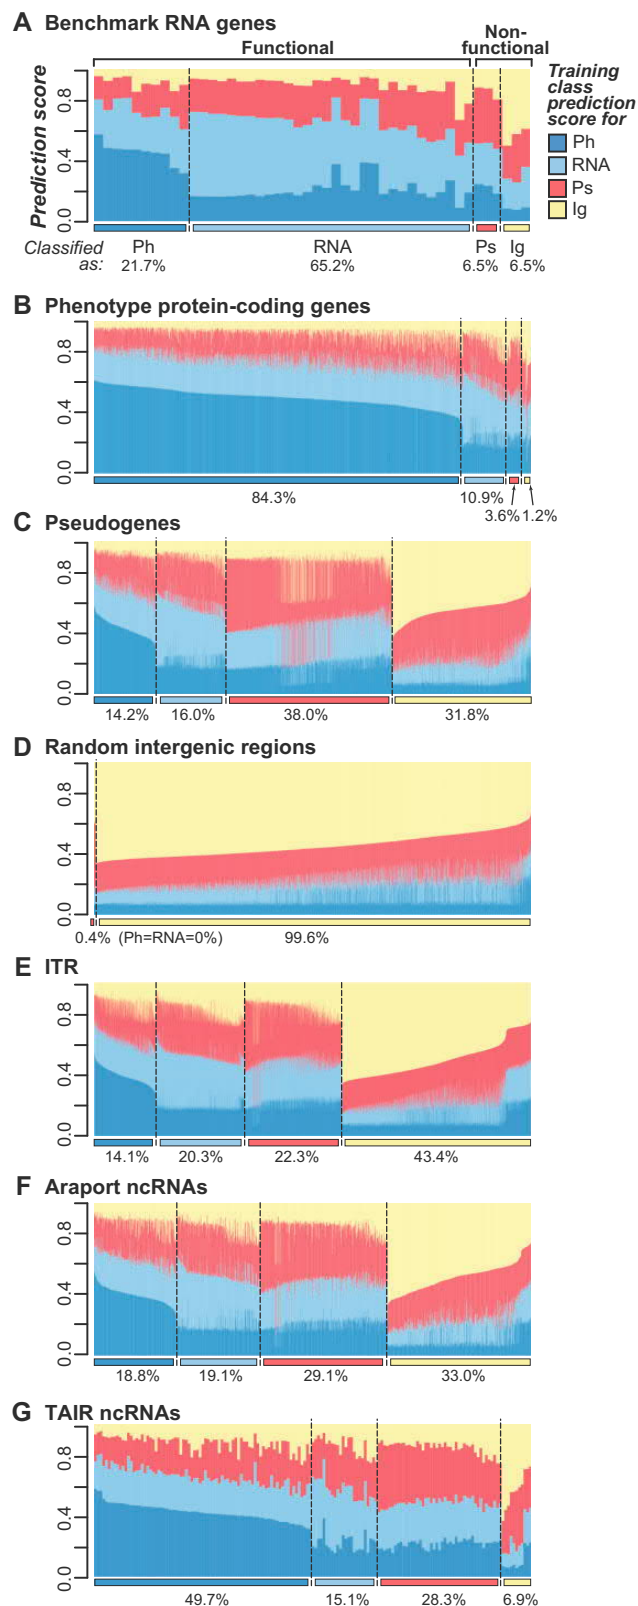 A Benchmark RNA genes
Functional
Non-
functional
Prediction score
0.0 0.4 0.8
Training
class
prediction
score for
Ph
RNA
Ps
Ig
Classified
as:
Ph RNA Ps Ig
21.7% 65.2% 6.5% 6.5%
B Phenotype protein-coding genes
0.0 0.4 0.8
84.3% 10.9%
3.6% 1.2%
C Pseudogenes
0.0 0.4 0.8
14.2% 16.0% 38.0% 31.8%
D Random intergenic regions
0.0 0.4 0.8
0.4% (Ph=RNA=0%) 99.6%
E ITR
0.0 0.4 0.8
14.1% 20.3% 22.3% 43.4%
F Araport ncRNAs
0.0 0.4 0.8
18.8% 19.1% 29.1% 33.0%
G TAIR ncRNAs
0.0 0.4 0.8
49.7% 15.1% 28.3% 6.9%